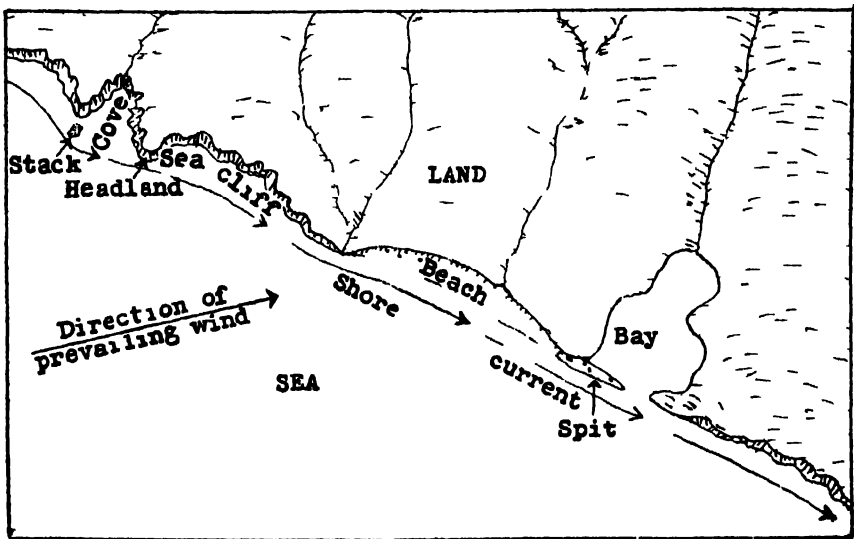 Cove
Stack
Headland
Sea cliff
LAND
Beach
Shore
current
Direction of
prevailing wind
SEA
Bay
Spit